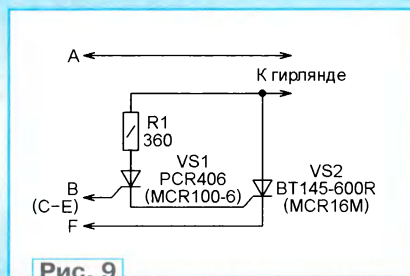 A
К гирлянде
R1
360
VS1
PCR406
(MCR100-6)
VS2
BT145-600R
(MCR16M)
B
(C-E)
F
Рис. 9